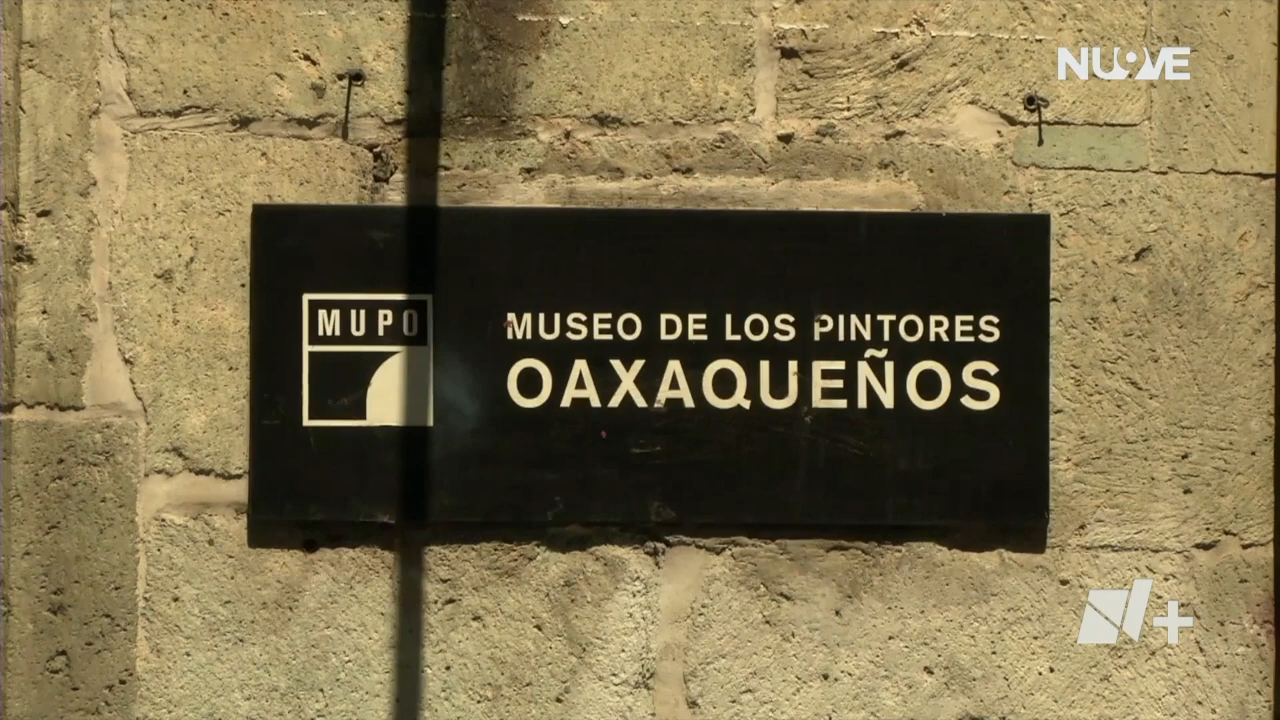 NU9VE
MUPO
MUSEO DE LOS PINTORES
OAXAQUEÑOS
N+